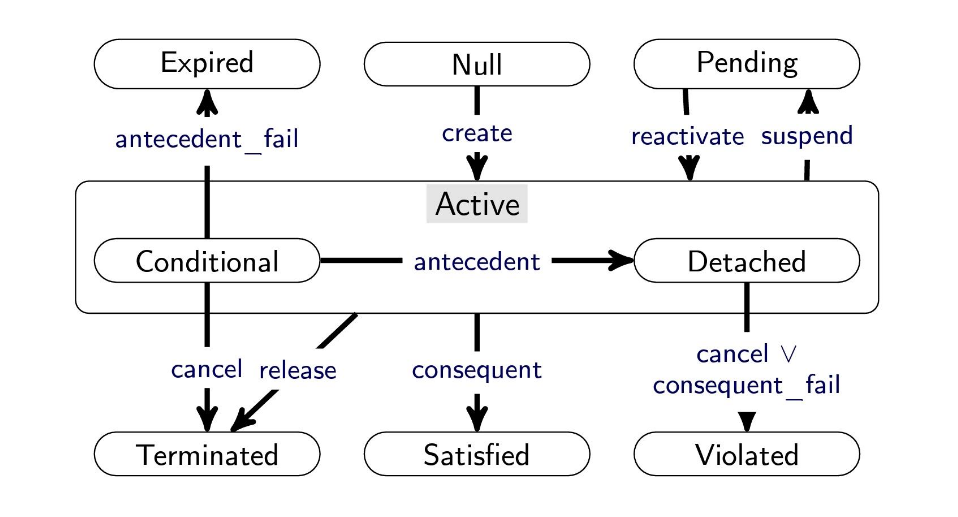 Expired
Null
Pending
antecedent_fail
create
reactivate
suspend
Active
Conditional
antecedent
Detached
cancel
release
consequent
cancel ∨
consequent_fail
Terminated
Satisfied
Violated